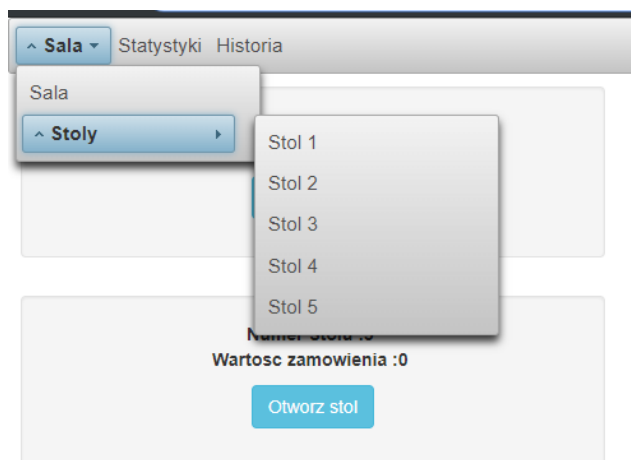 Sala Statystyki Historia
Sala
Stoly
Stol 1
Stol 2
Stol 3
Stol 4
Stol 5
Wartosc zamowienia :0
Otworz stol